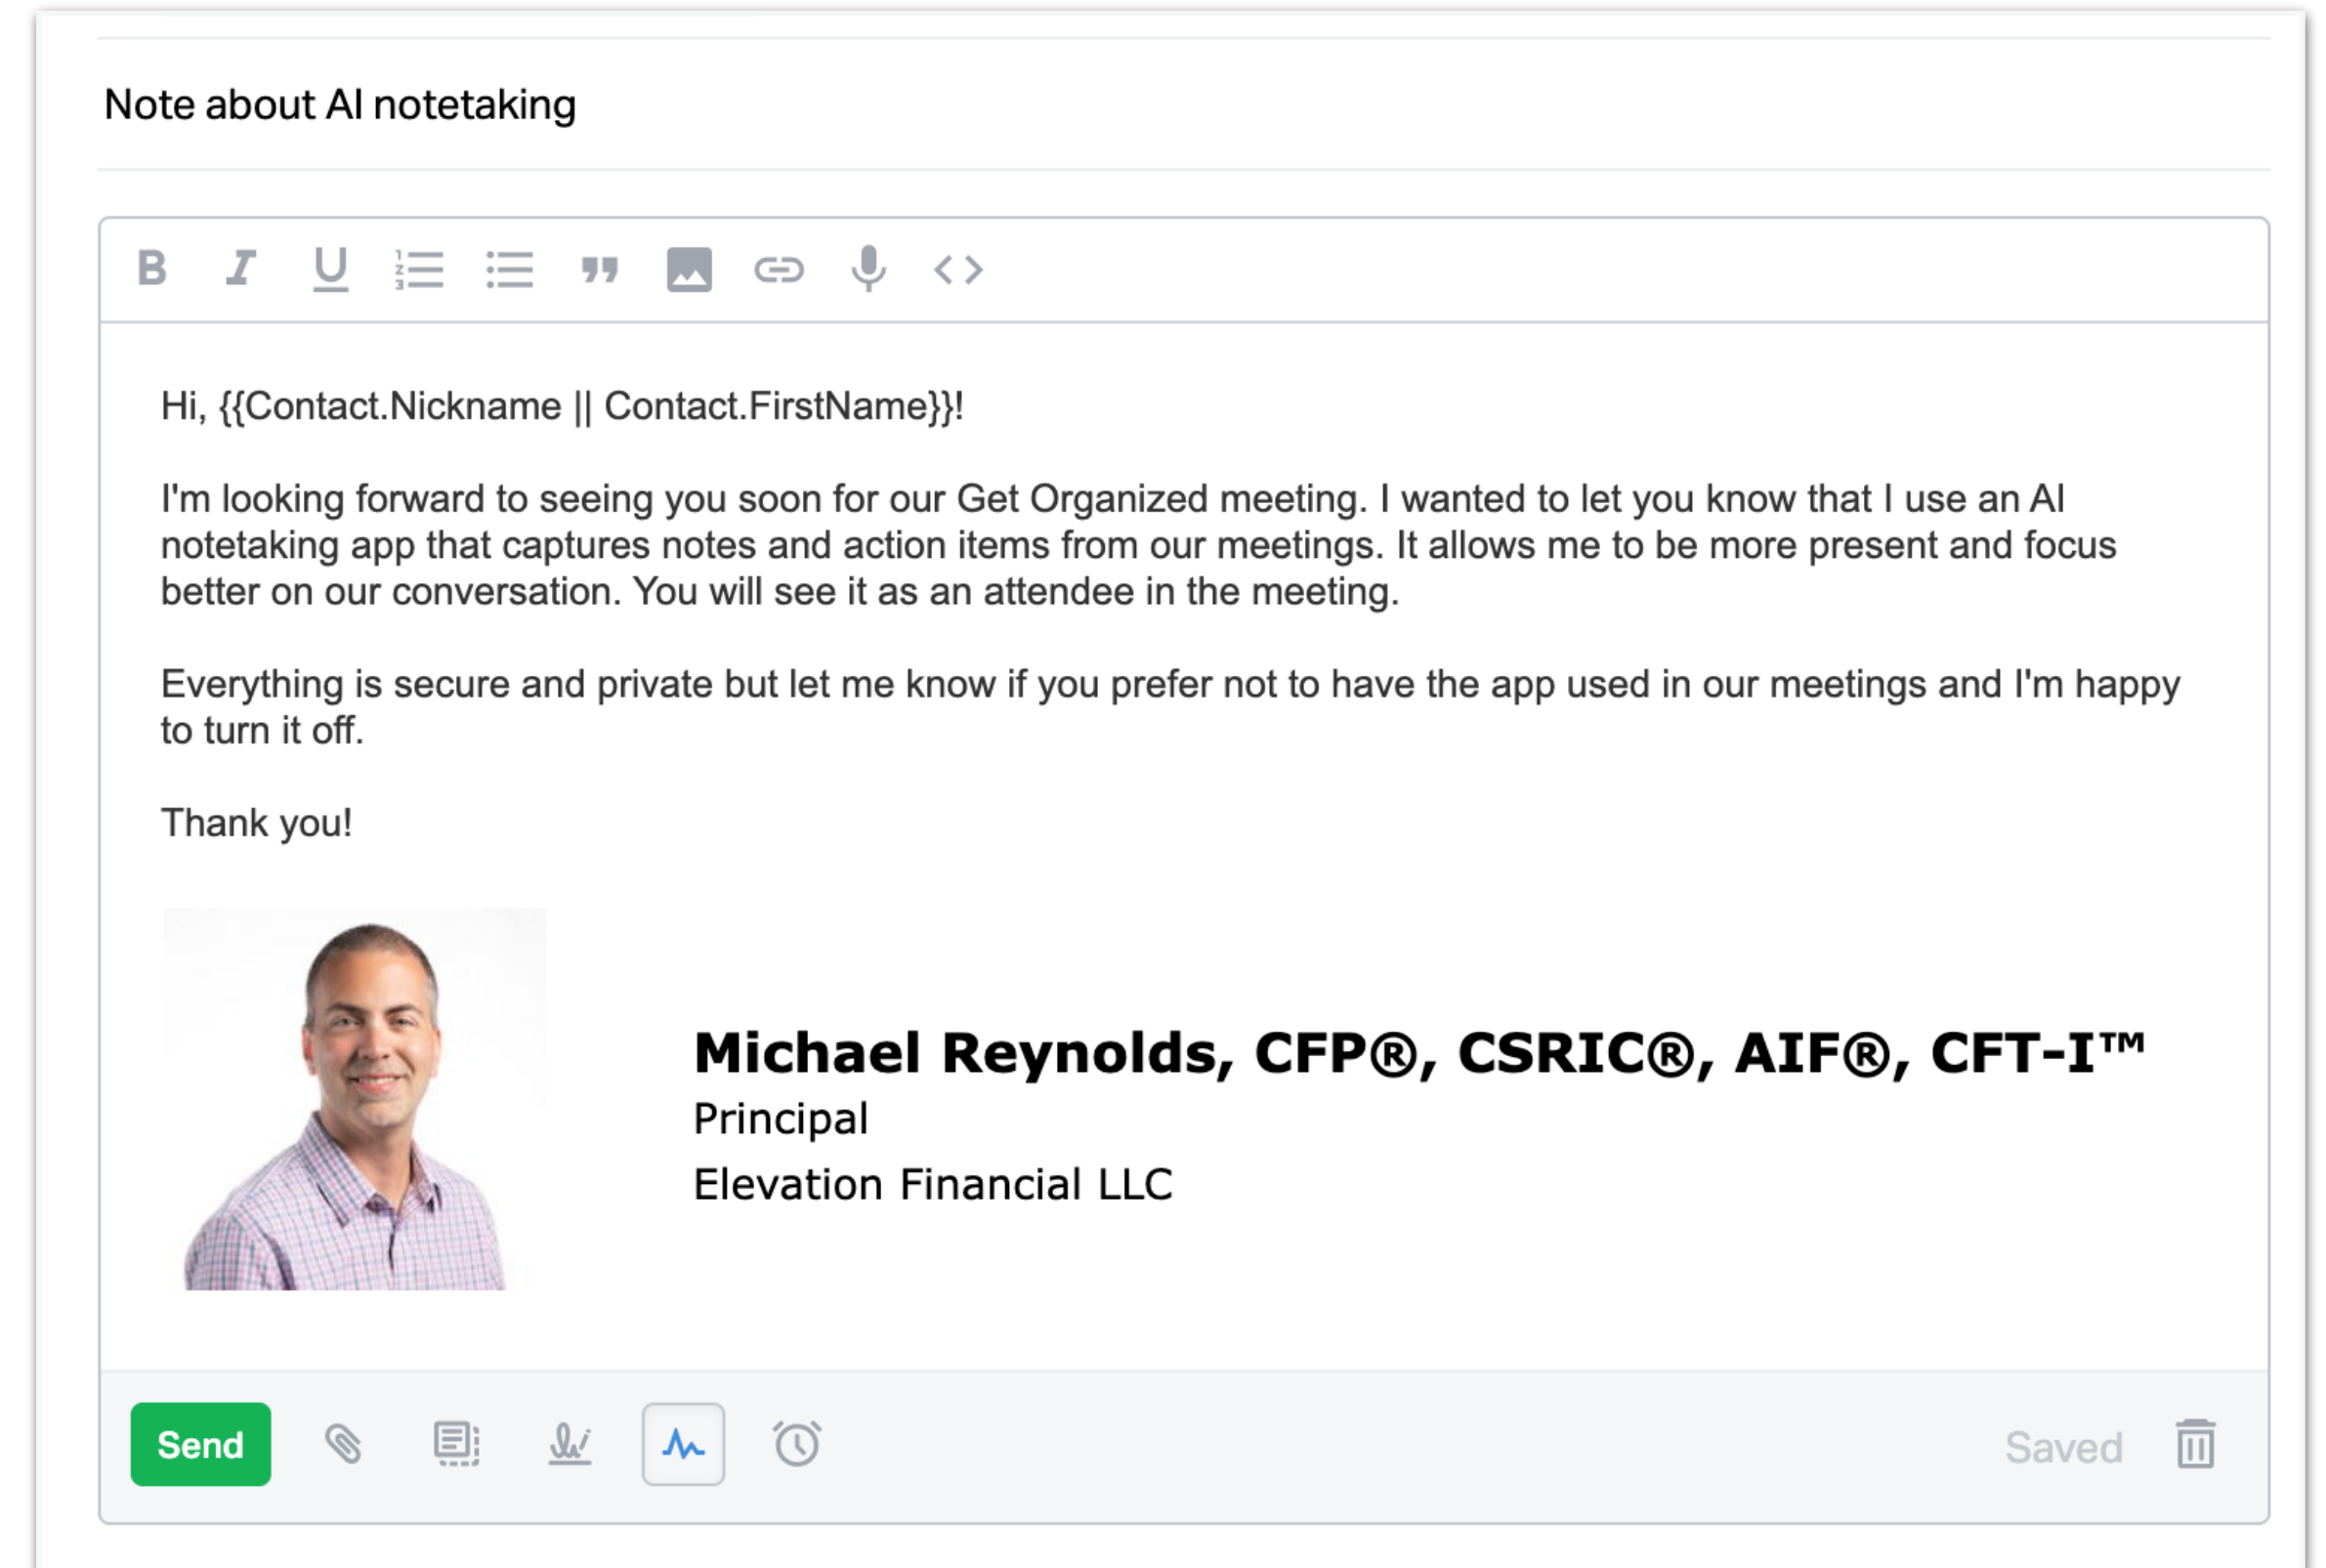 Note about AI notetaking
Hi, {{Contact.Nickname || Contact.FirstName}}!
I'm looking forward to seeing you soon for our Get Organized meeting. I wanted to let you know that I use an AI
notetaking app that captures notes and action items from our meetings. It allows me to be more present and focus
better on our conversation. You will see it as an attendee in the meeting.
Everything is secure and private but let me know if you prefer not to have the app used in our meetings and I'm happy
to turn it off.
Thank you!
Michael Reynolds, CFP®, CSRIC®, AIF®, CFT-I™
Principal
Elevation Financial LLC
Send
Saved